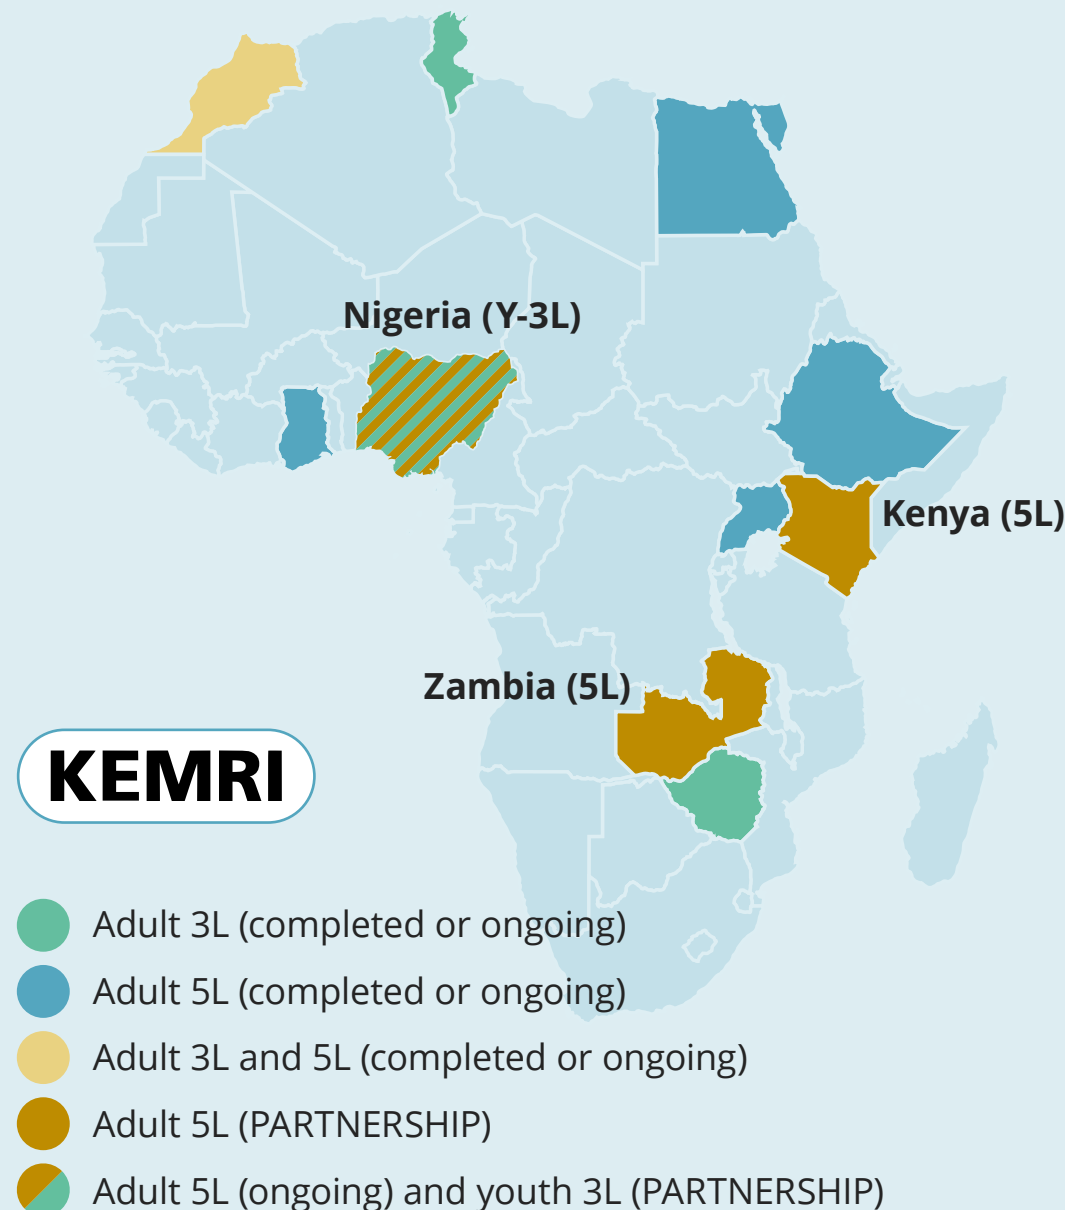 Nigeria (Y-3L)
Kenya (5L)
Zambia (5L)
KEMRI
Adult 3L (completed or ongoing)
Adult 5L (completed or ongoing)
Adult 3L and 5L (completed or ongoing)
Adult 5L (PARTNERSHIP)
Adult 5L (ongoing) and youth 3L (PARTNERSHIP)